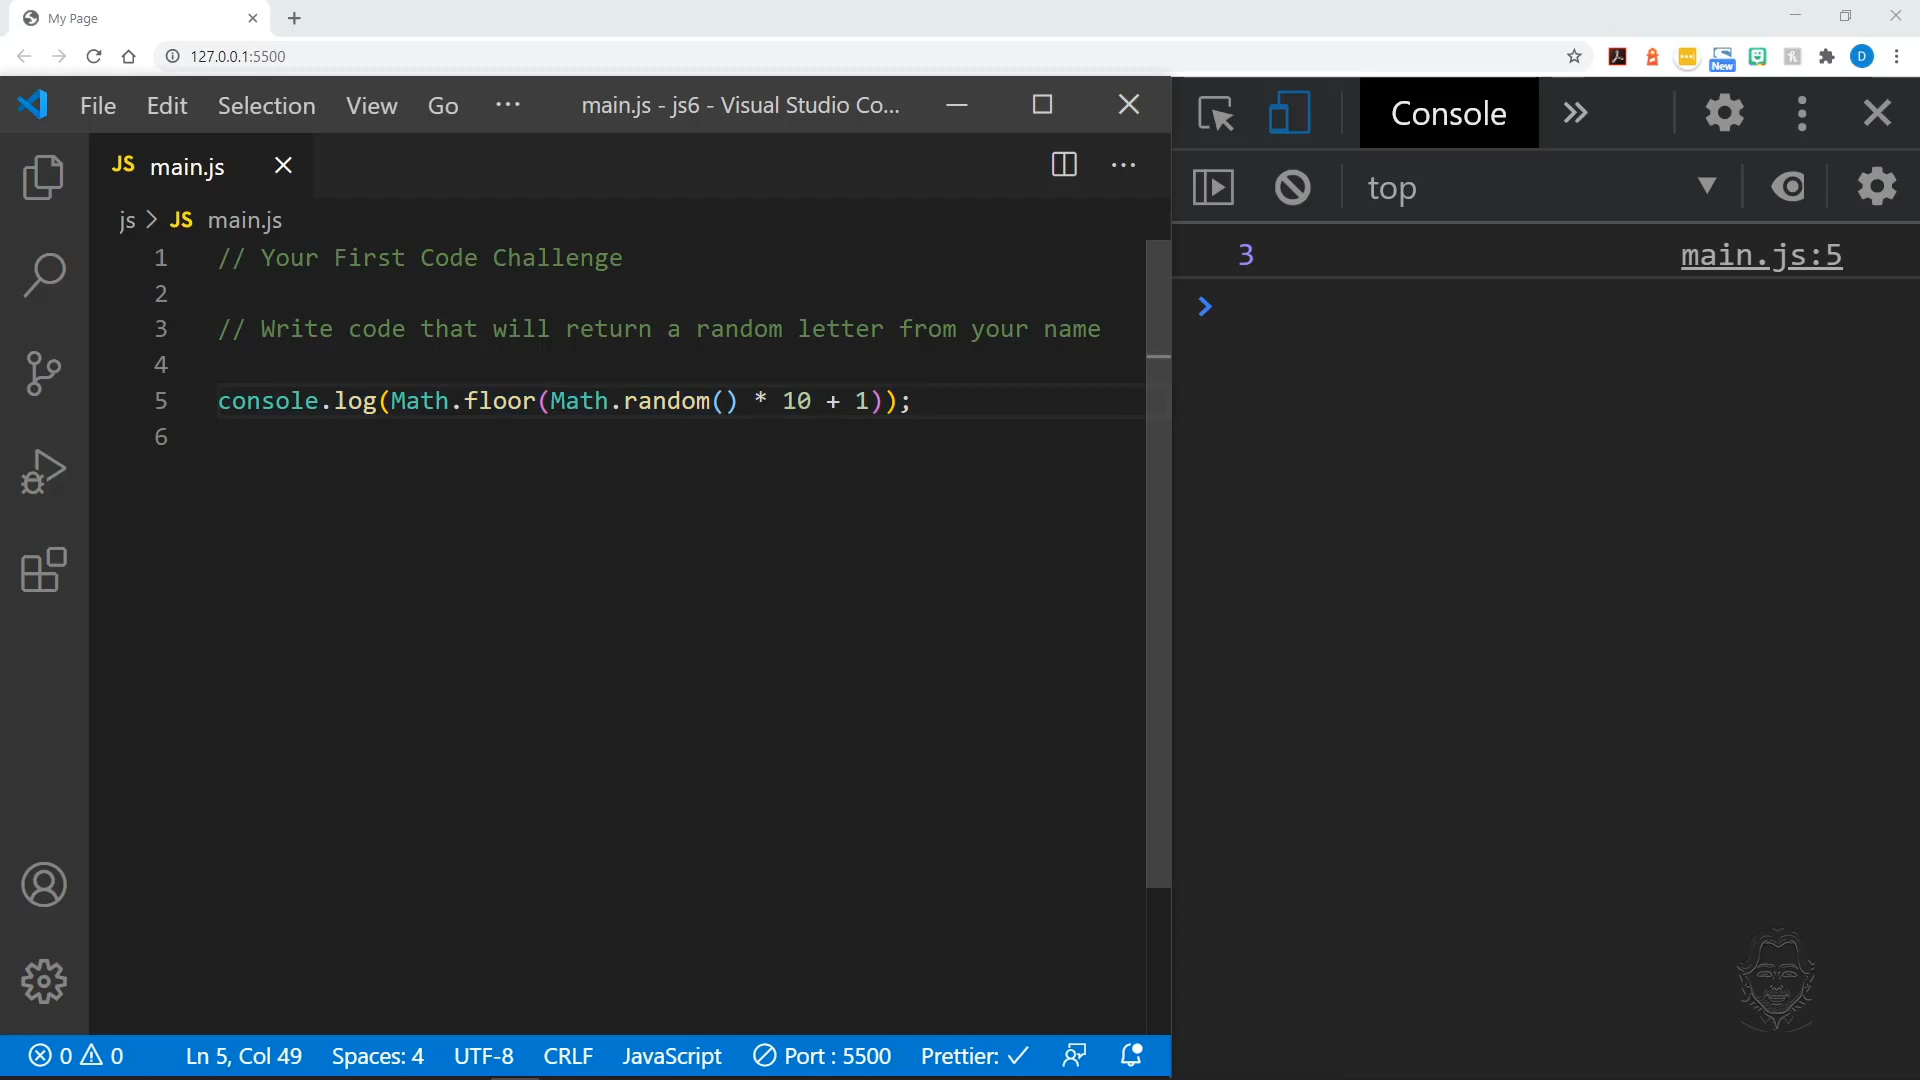 My Page
127.0.0.1:5500
New
D
File Edit Selection View Go ··· main.js - js6 - Visual Studio Co...
Console
JS main.js
top
js > JS main.js
3 main.js:5
1 // Your First Code Challenge
2
3 // Write code that will return a random letter from your name
4
5 console.log(Math.floor(Math.random() * 10 + 1));
6
0 0 Ln 5, Col 49 Spaces: 4 UTF-8 CRLF JavaScript Port : 5500 Prettier: ✓